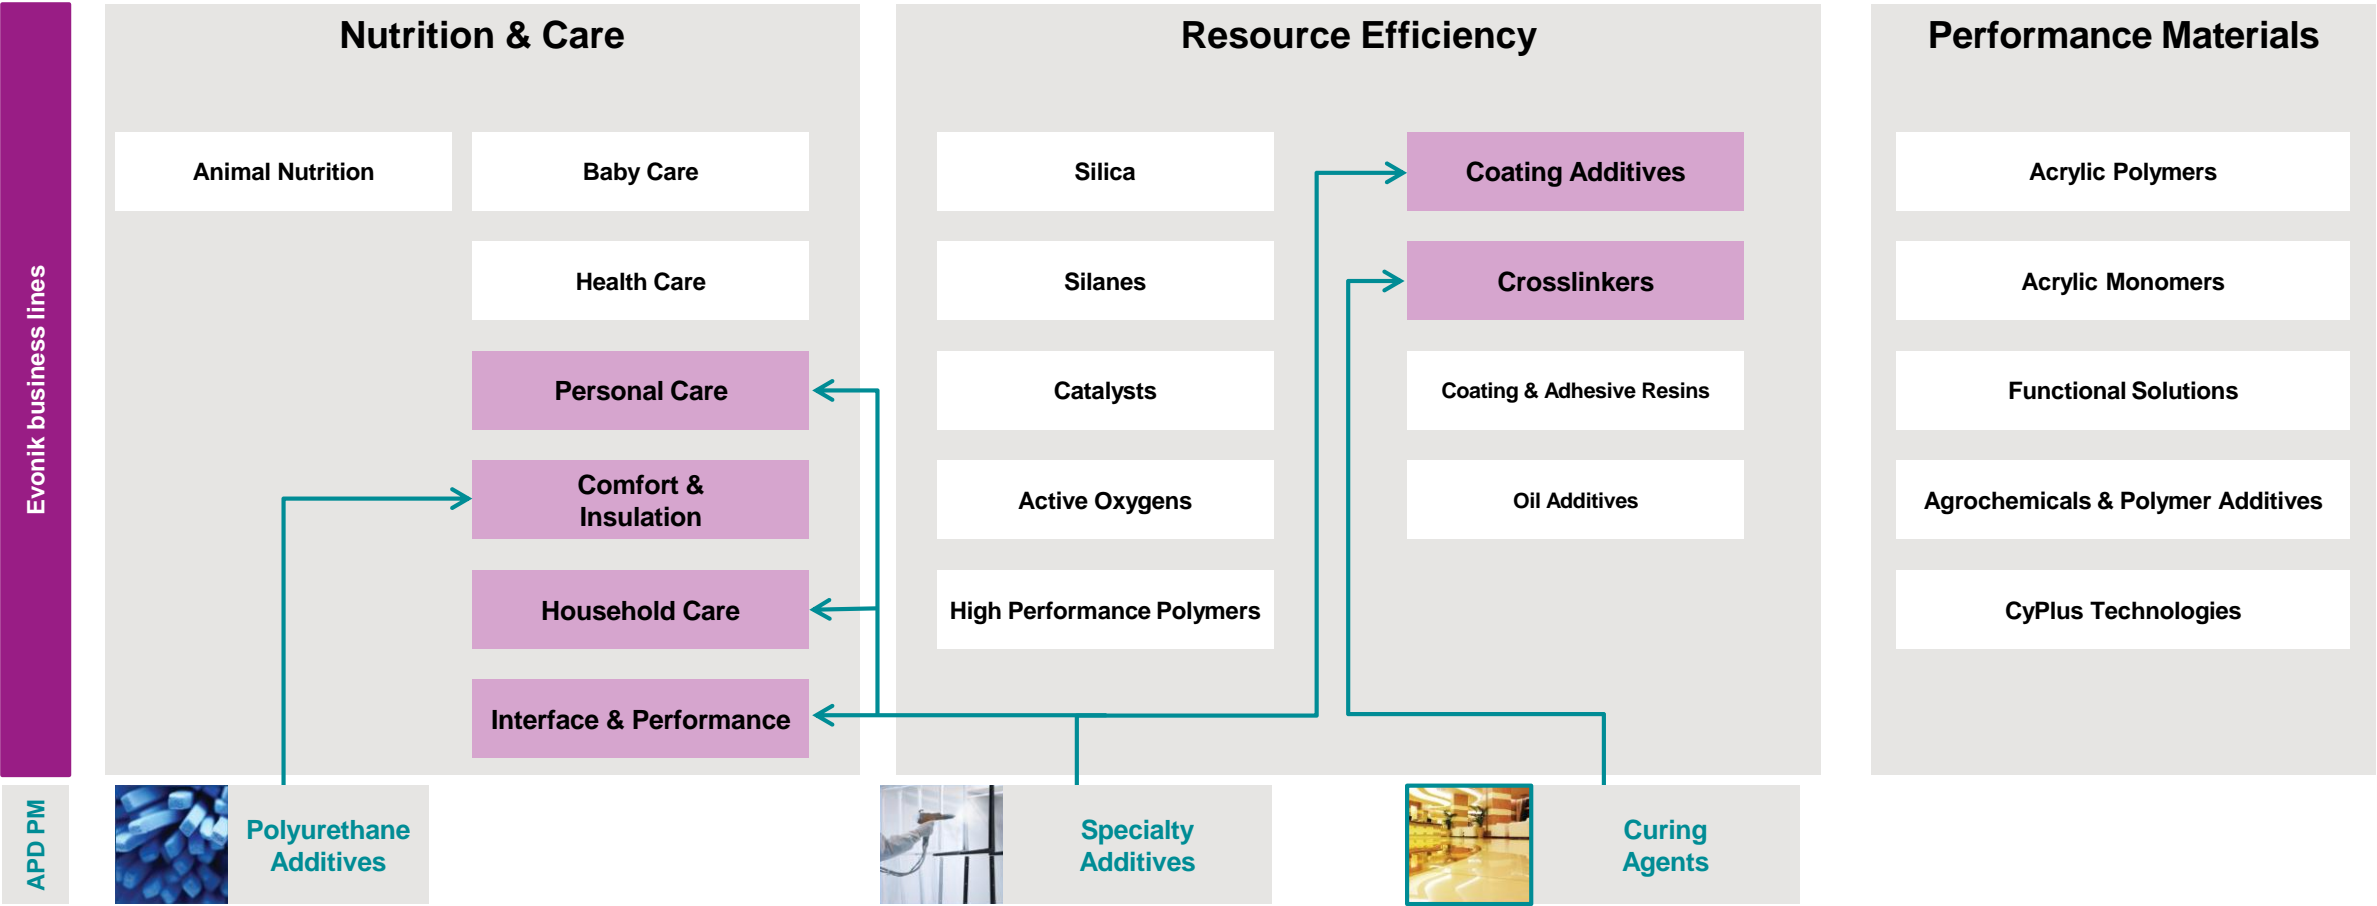 Evonik business lines
Nutrition & Care
Animal Nutrition
Baby Care
Health Care
Personal Care
Comfort &
Insulation
Household Care
Interface & Performance
Resource Efficiency
Silica
Silanes
Catalysts
Active Oxygens
High Performance Polymers
Coating Additives
Crosslinkers
Coating & Adhesive Resins
Oil Additives
Performance Materials
Acrylic Polymers
Acrylic Monomers
Functional Solutions
Agrochemicals & Polymer Additives
CyPlus Technologies
APD PM
Polyurethane
Additives
Specialty
Additives
Curing
Agents